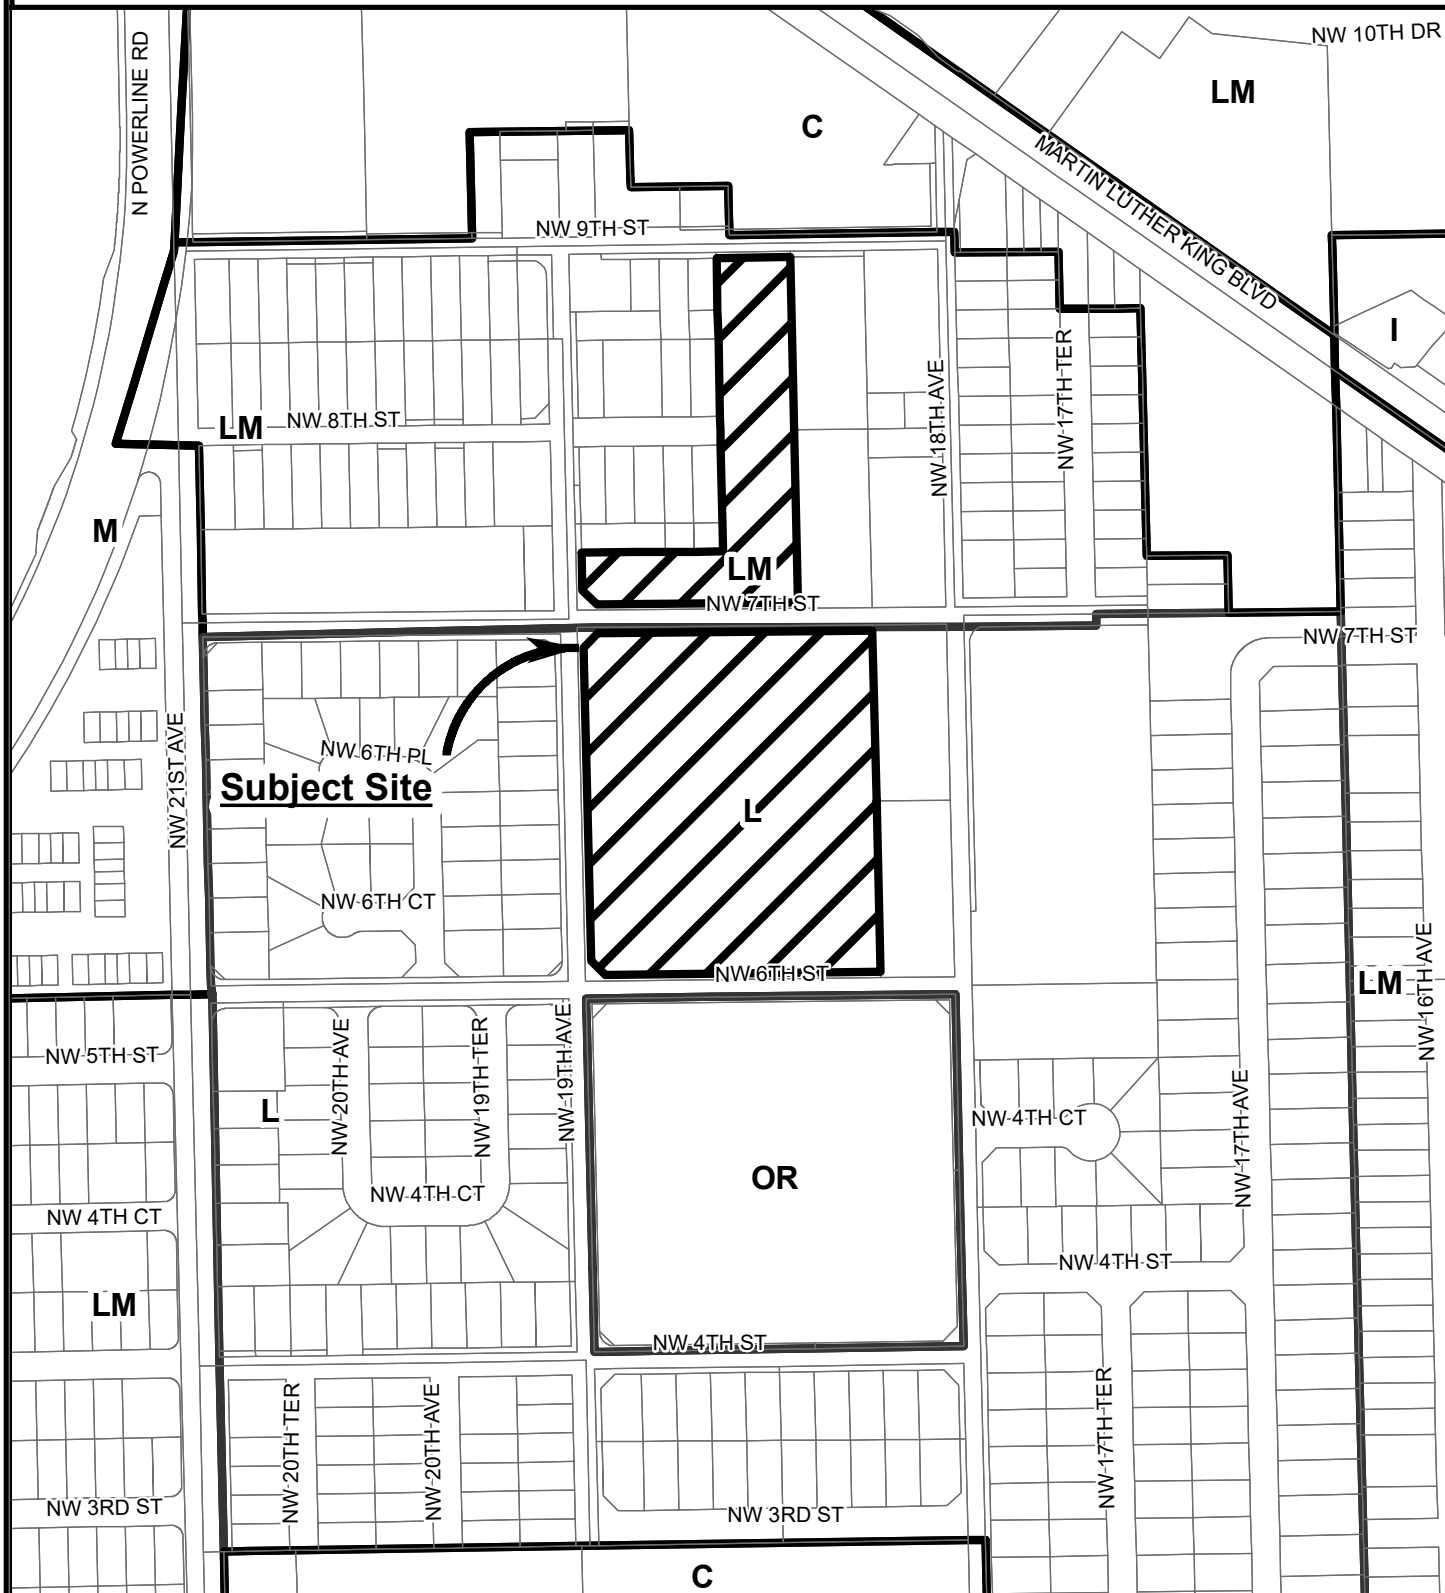 NW 10TH DR
N POWERLINE RD
LM
C
MARTIN LUTHER KING BLVD
NW 9TH ST
I
NW 18TH AVE
NW 17TH TER
LM
NW 8TH ST
M
LM
NW 7TH ST
NW 7TH ST
NW 21ST AVE
NW 6TH PL
Subject Site
L
NW 6TH CT
NW 6TH ST
LM
NW 16TH AVE
NW 5TH ST
NW 20TH AVE
NW 19TH TER
NW 19TH AVE
L
NW 4TH CT
NW 17TH AVE
OR
NW 4TH CT
NW 4TH CT
NW 4TH ST
LM
NW 4TH ST
NW 20TH TER
NW 20TH AVE
NW 17TH TER
NW 3RD ST
NW 3RD ST
C